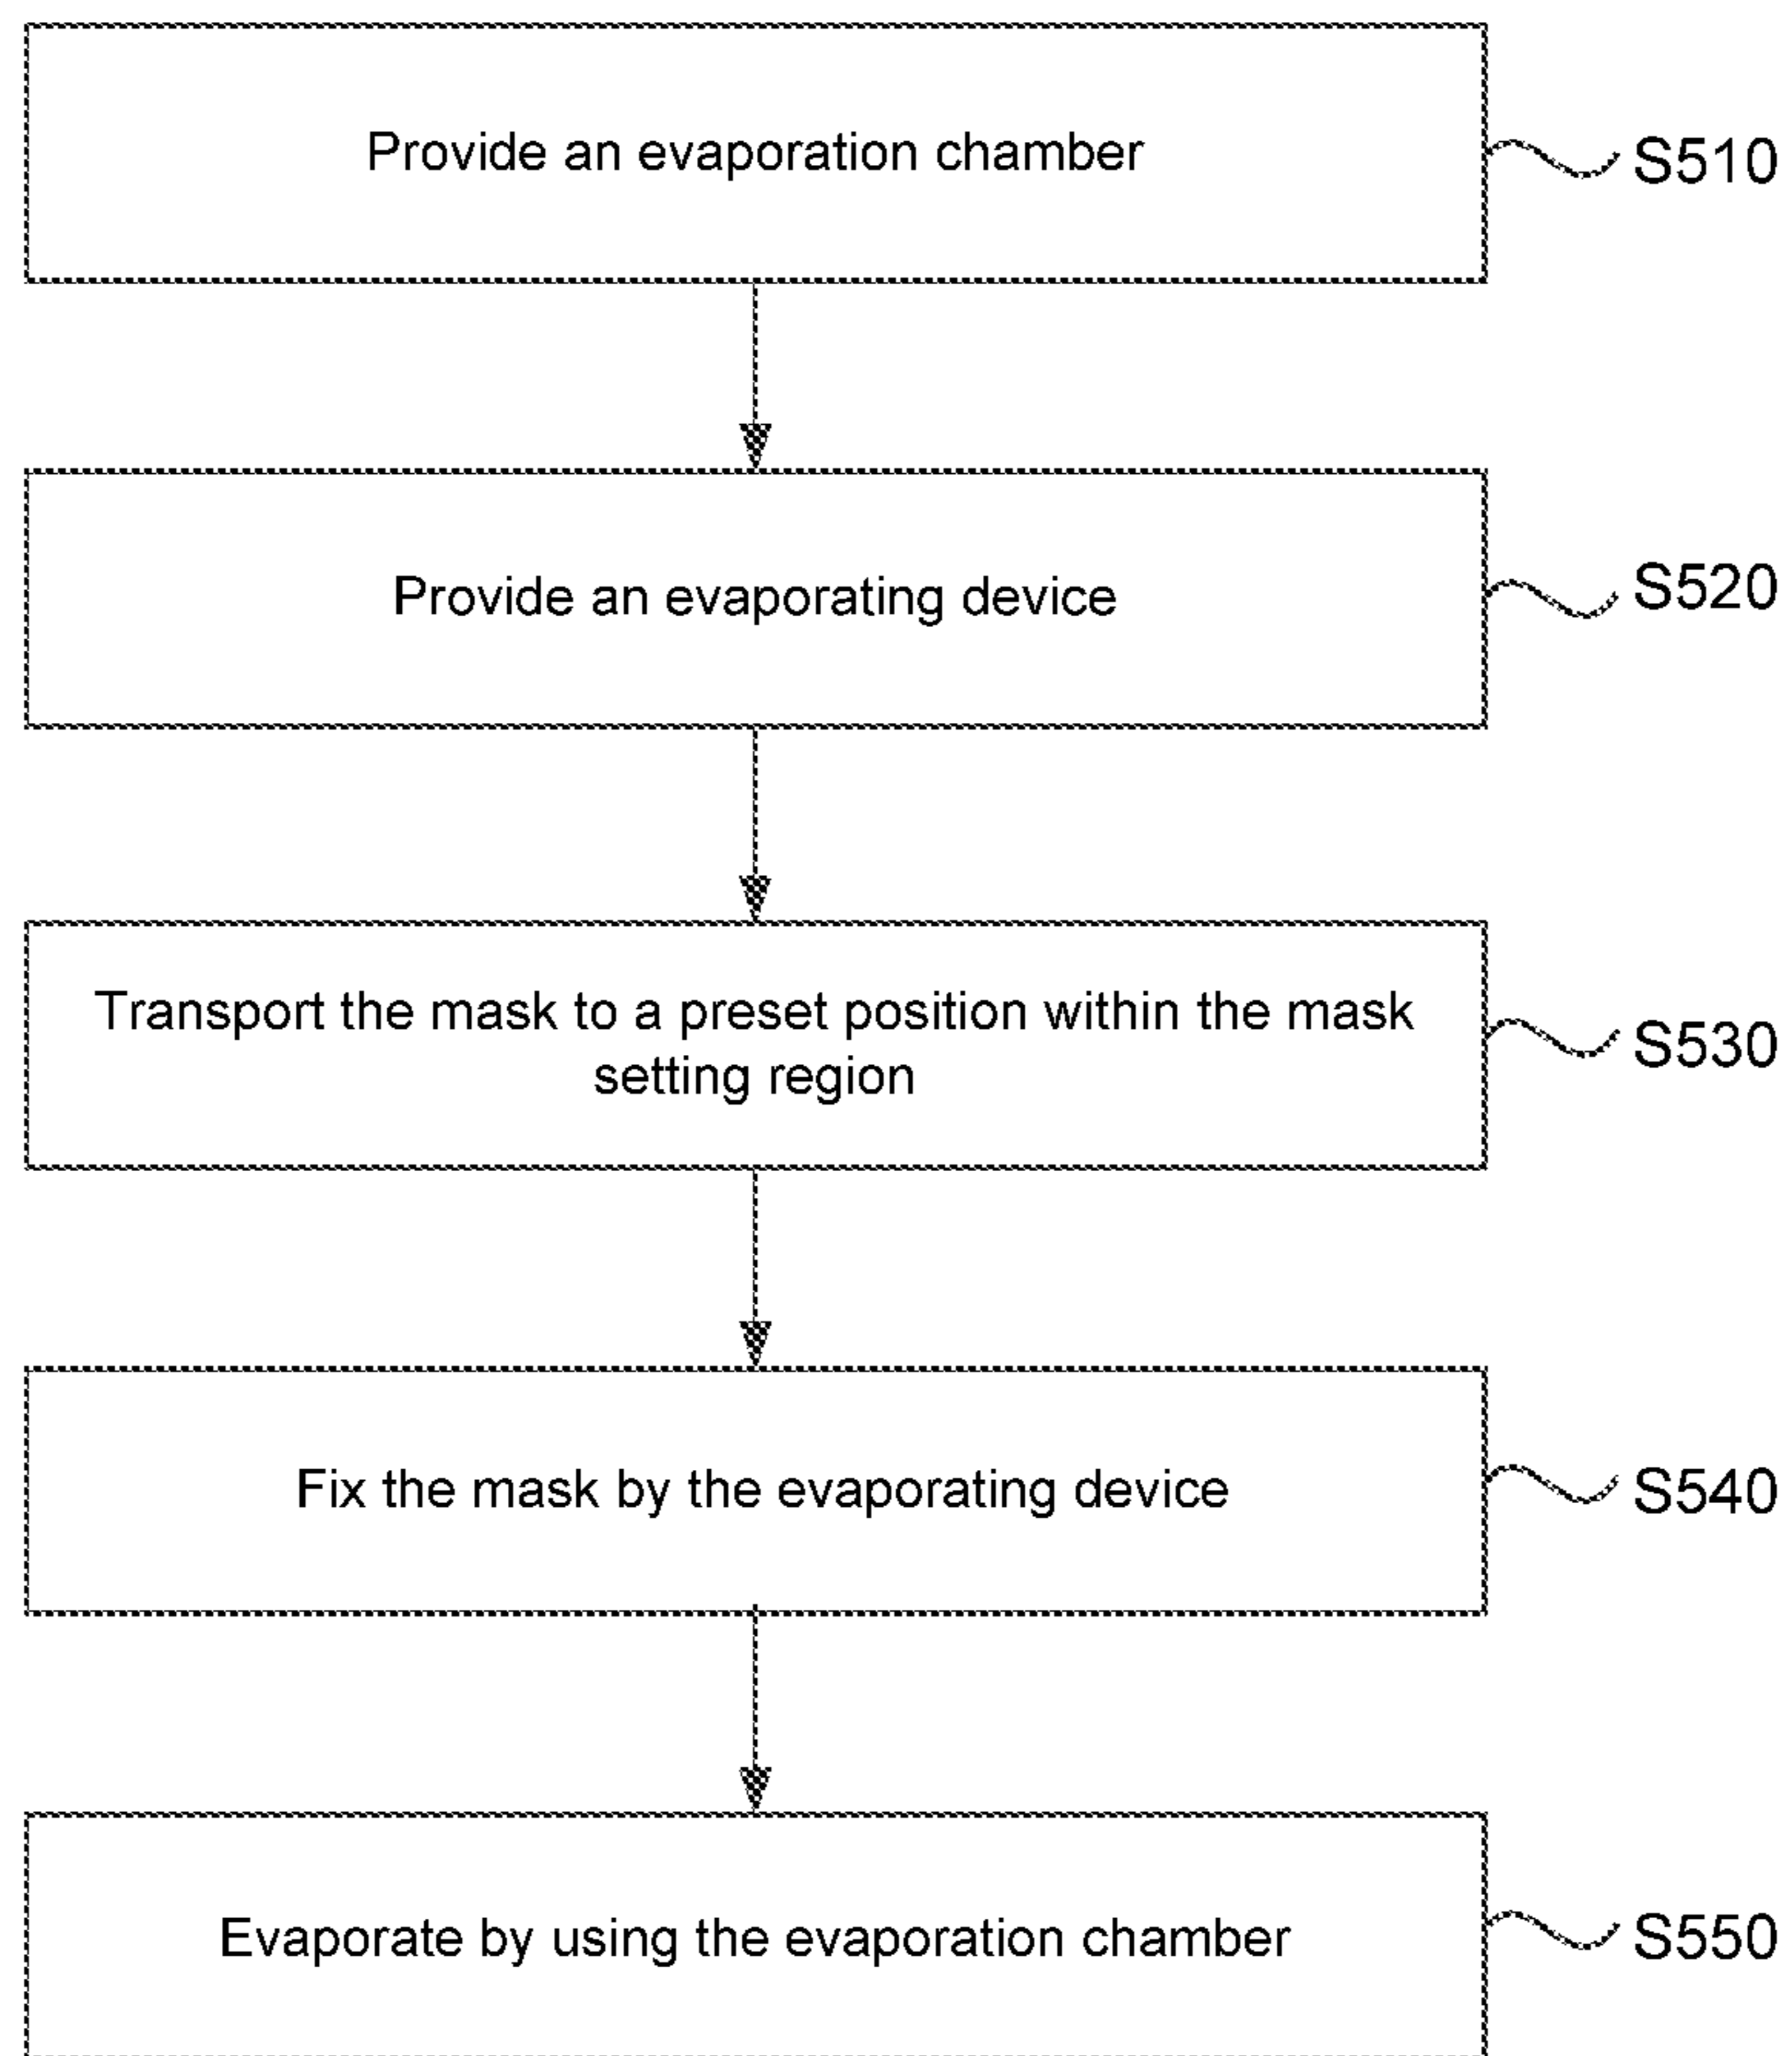 Provide an evaporation chamber
S510
Provide an evaporating device
S520
Transport the mask to a preset position within the mask
setting region
S530
Fix the mask by the evaporating device
S540
Evaporate by using the evaporation chamber
S550